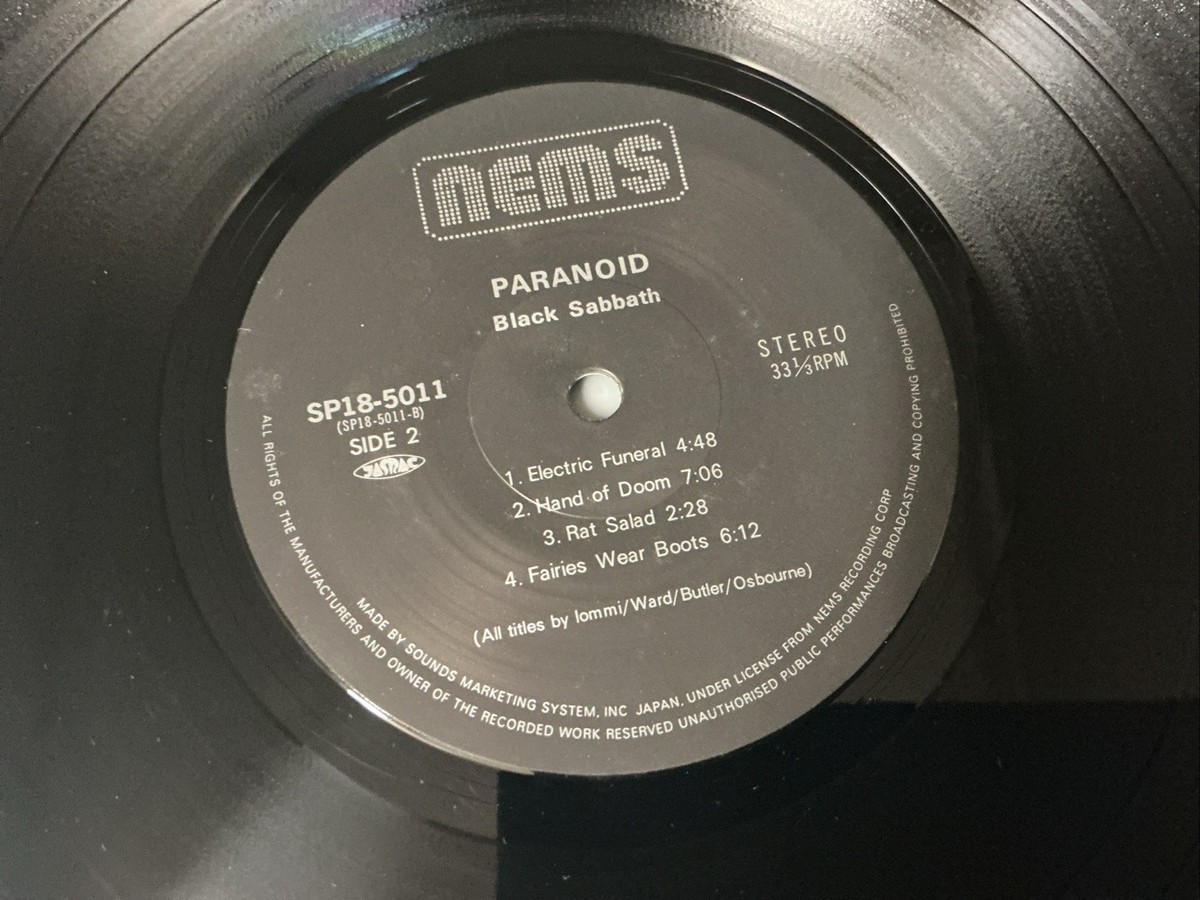 nems
PARANOID
Black Sabbath
STEREO
33⅓RPM
SP18-5011
(SP18-5011-B)
SIDE 2
JASRAC
1. Electric Funeral 4:48
2. Hand of Doom 7:06
3. Rat Salad 2:28
4. Fairies Wear Boots 6:12
(All titles by Iommi/Ward/Butler/Osbourne)
MADE BY SOUNDS MARKETING SYSTEM, INC JAPAN, UNDER LICENSE FROM NEMS RECORDING CORP
ALL RIGHTS OF THE MANUFACTURERS AND OWNER OF THE RECORDED WORK RESERVED UNAUTHORISED PUBLIC PERFORMANCES BROADCASTING AND COPYING PROHIBITED